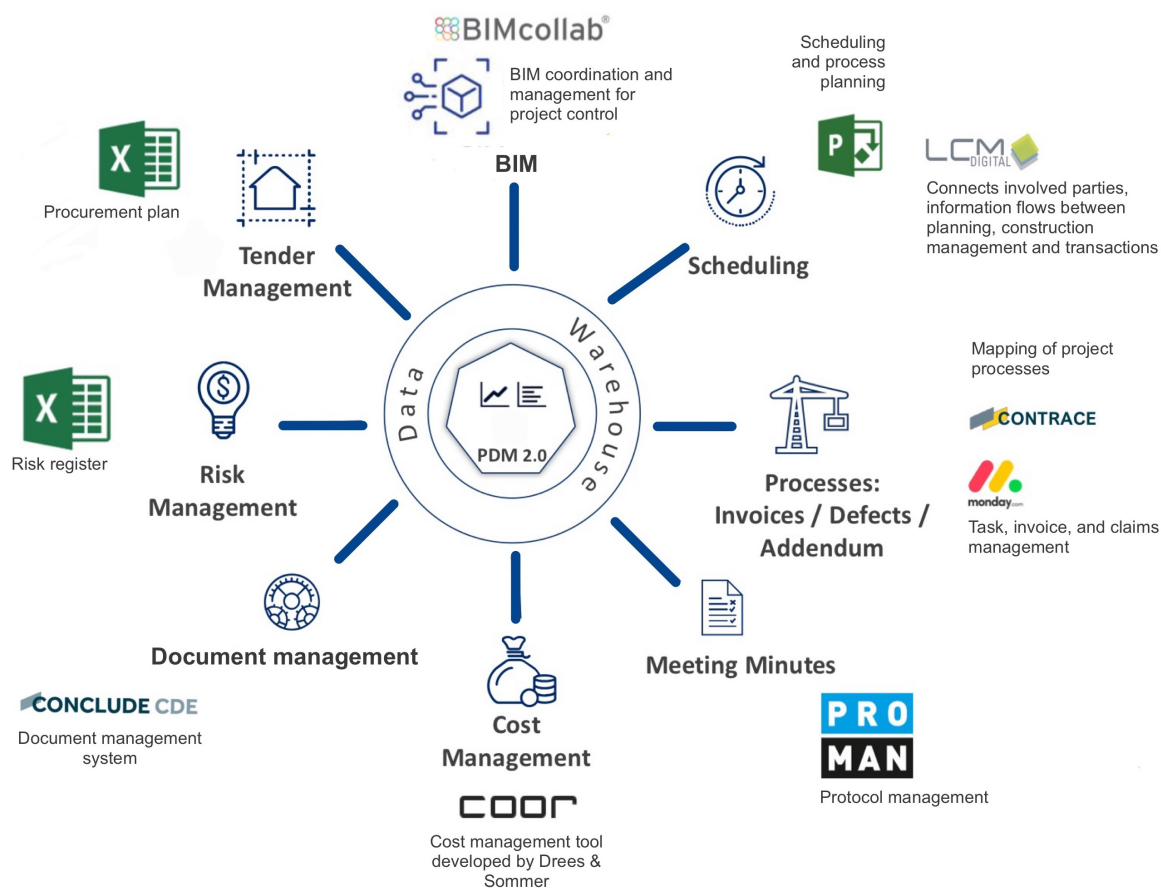 BIMcollab®
BIM coordination and
management for
project control
BIM
Scheduling
and process
planning
P
LCM
DIGITAL
Connects involved parties,
information flows between
planning, construction
management and transactions
Scheduling
X
Procurement plan
Tender
Management
Data Warehouse
PDM 2.0
Mapping of project
processes
CONTRACE
monday.com
Task, invoice, and claims
management
Processes:
Invoices / Defects /
Addendum
X
Risk register
Risk
Management
Document management
CONCLUDE CDE
Document management
system
Meeting Minutes
PRO
MAN
Protocol management
Cost
Management
COOR
Cost management tool
developed by Drees &
Sommer